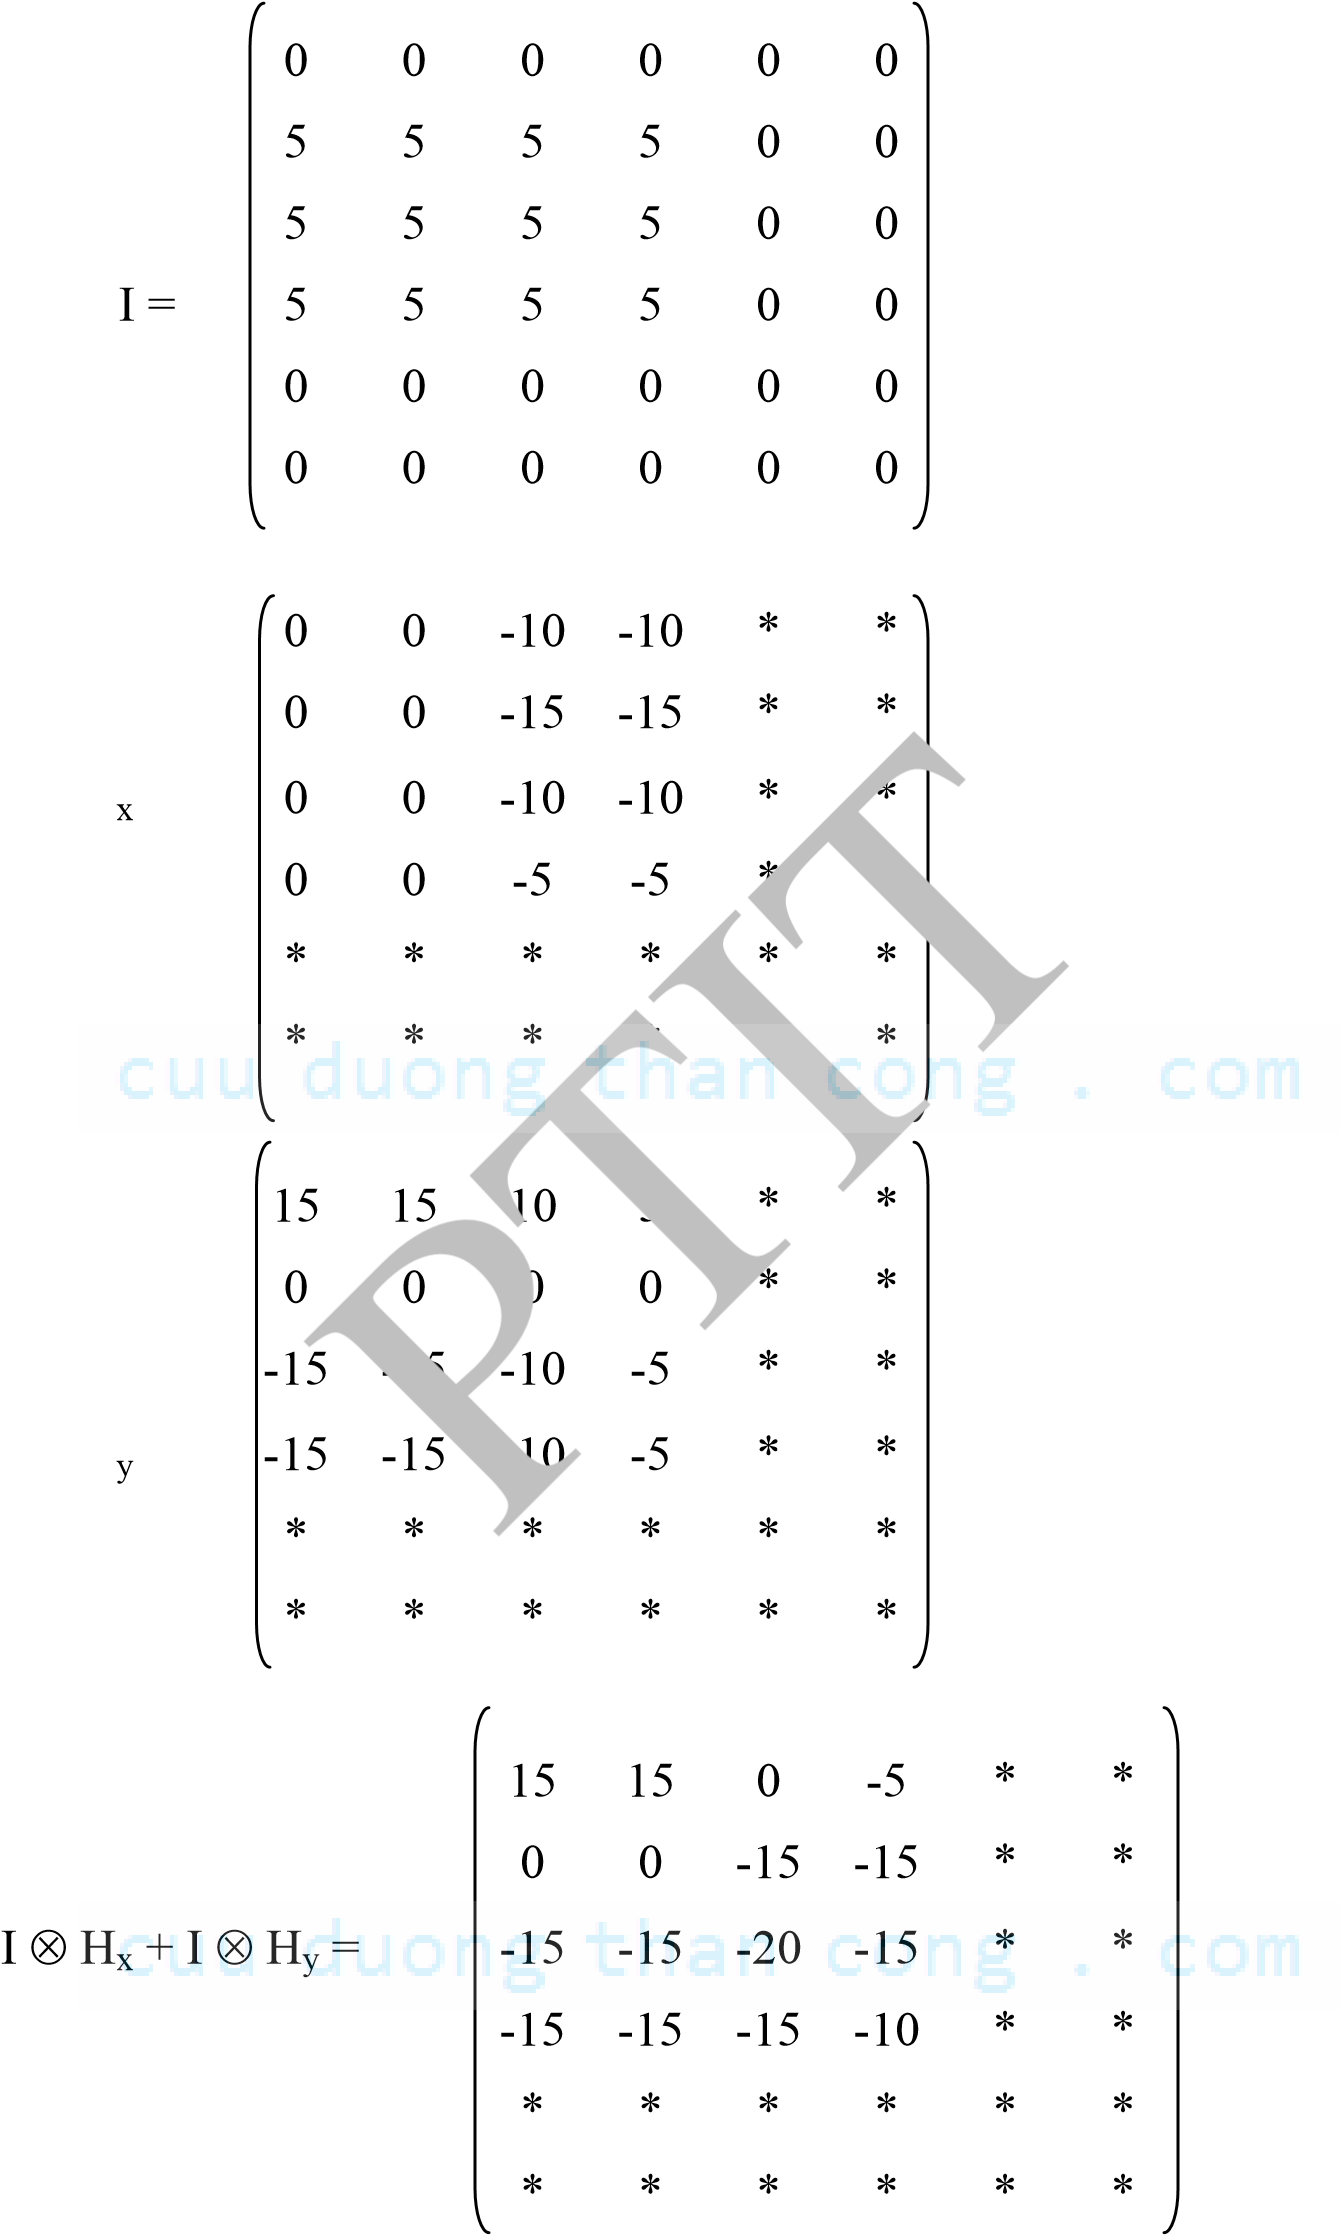 0 0 0 0 0 0
5 5 5 5 0 0
5 5 5 5 0 0
I = 5 5 5 5 0 0
0 0 0 0 0 0
0 0 0 0 0 0
0 0 -10 -10 * *
0 0 -15 -15 * *
x 0 0 -10 -10 * *
0 0 -5 -5 *
* * * * * *
* * * *
cuu duong than cong . com
15 15 10 * *
0 0 0 0 * *
-15 -10 -5 * *
y -15 -15 10 -5 * *
* * * * * *
* * * * * *
PTIT
15 15 0 -5 * *
0 0 -15 -15 * *
I ⊗ Hx + I ⊗ Hy = -15 -15 -20 -15 * *
cuu duong than cong . com
-15 -15 -15 -10 * *
* * * * * *
* * * * * *